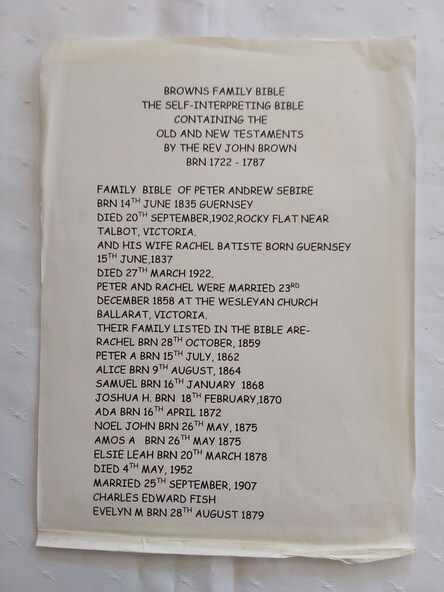 BROWNS FAMILY BIBLE
THE SELF-INTERPRETING BIBLE
CONTAINING THE
OLD AND NEW TESTAMENTS
BY THE REV JOHN BROWN
BRN 1722 - 1787
FAMILY BIBLE OF PETER ANDREW SEBIRE
BRN 14TH JUNE 1835 GUERNSEY
DIED 20TH SEPTEMBER,1902,ROCKY FLAT NEAR
TALBOT, VICTORIA.
AND HIS WIFE RACHEL BATISTE BORN GUERNSEY
15TH JUNE,1837
DIED 27TH MARCH 1922.
PETER AND RACHEL WERE MARRIED 23RD
DECEMBER 1858 AT THE WESLEYAN CHURCH
BALLARAT, VICTORIA.
THEIR FAMILY LISTED IN THE BIBLE ARE-
RACHEL BRN 28TH OCTOBER, 1859
PETER A BRN 15TH JULY, 1862
ALICE BRN 9TH AUGUST, 1864
SAMUEL BRN 16TH JANUARY 1868
JOSHUA H. BRN 18TH FEBRUARY,1870
ADA BRN 16TH APRIL 1872
NOEL JOHN BRN 26TH MAY, 1875
AMOS A BRN 26TH MAY 1875
ELSIE LEAH BRN 20TH MARCH 1878
DIED 4TH MAY, 1952
MARRIED 25TH SEPTEMBER, 1907
CHARLES EDWARD FISH
EVELYN M BRN 28TH AUGUST 1879